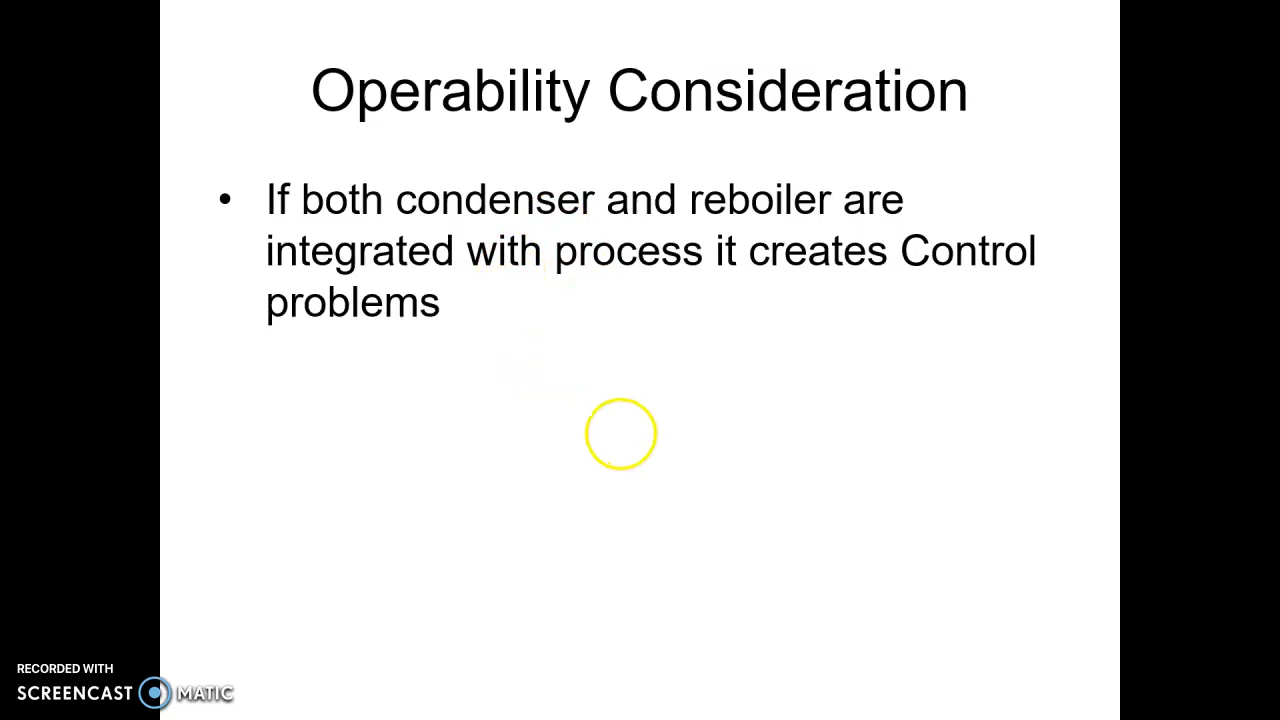 Operability Consideration
• If both condenser and reboiler are
integrated with process it creates Control
problems
RECORDED WITH
SCREENCAST MATIC